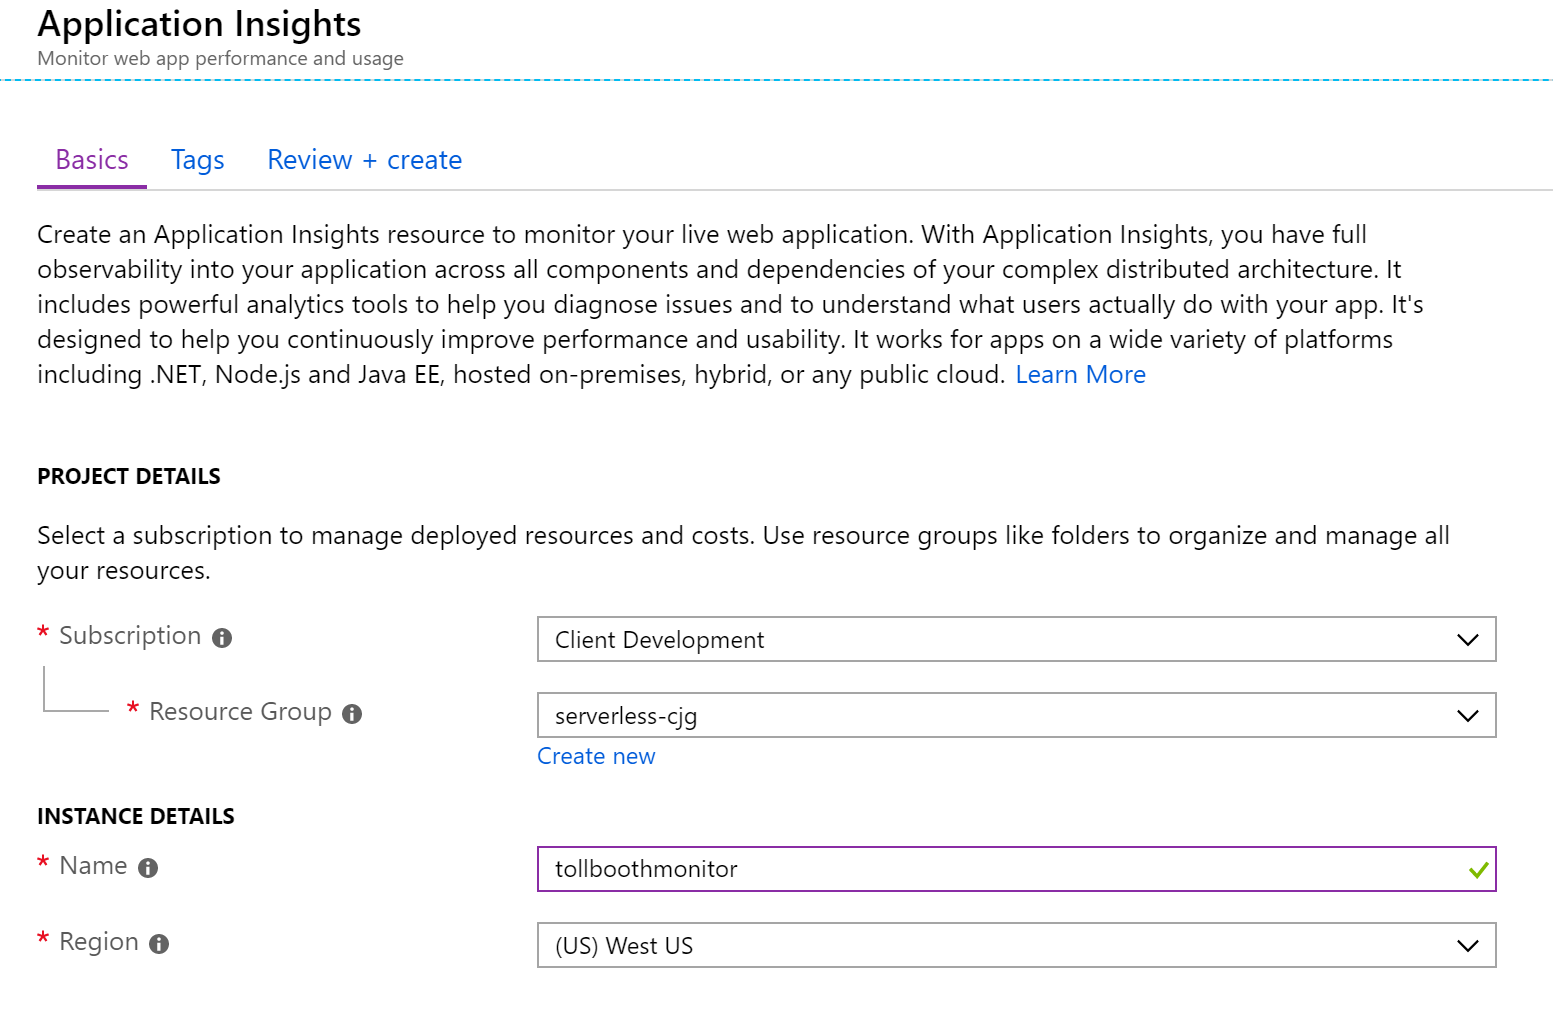 Application Insights
Monitor web app performance and usage
Basics Tags Review + create
Create an Application Insights resource to monitor your live web application. With Application Insights, you have full
observability into your application across all components and dependencies of your complex distributed architecture. It
includes powerful analytics tools to help you diagnose issues and to understand what users actually do with your app. It's
designed to help you continuously improve performance and usability. It works for apps on a wide variety of platforms
including .NET, Node.js and Java EE, hosted on-premises, hybrid, or any public cloud. Learn More
PROJECT DETAILS
Select a subscription to manage deployed resources and costs. Use resource groups like folders to organize and manage all
your resources.
* Subscription Client Development
* Resource Group serverless-cjg
Create new
INSTANCE DETAILS
* Name tollboothmonitor
* Region (US) West US